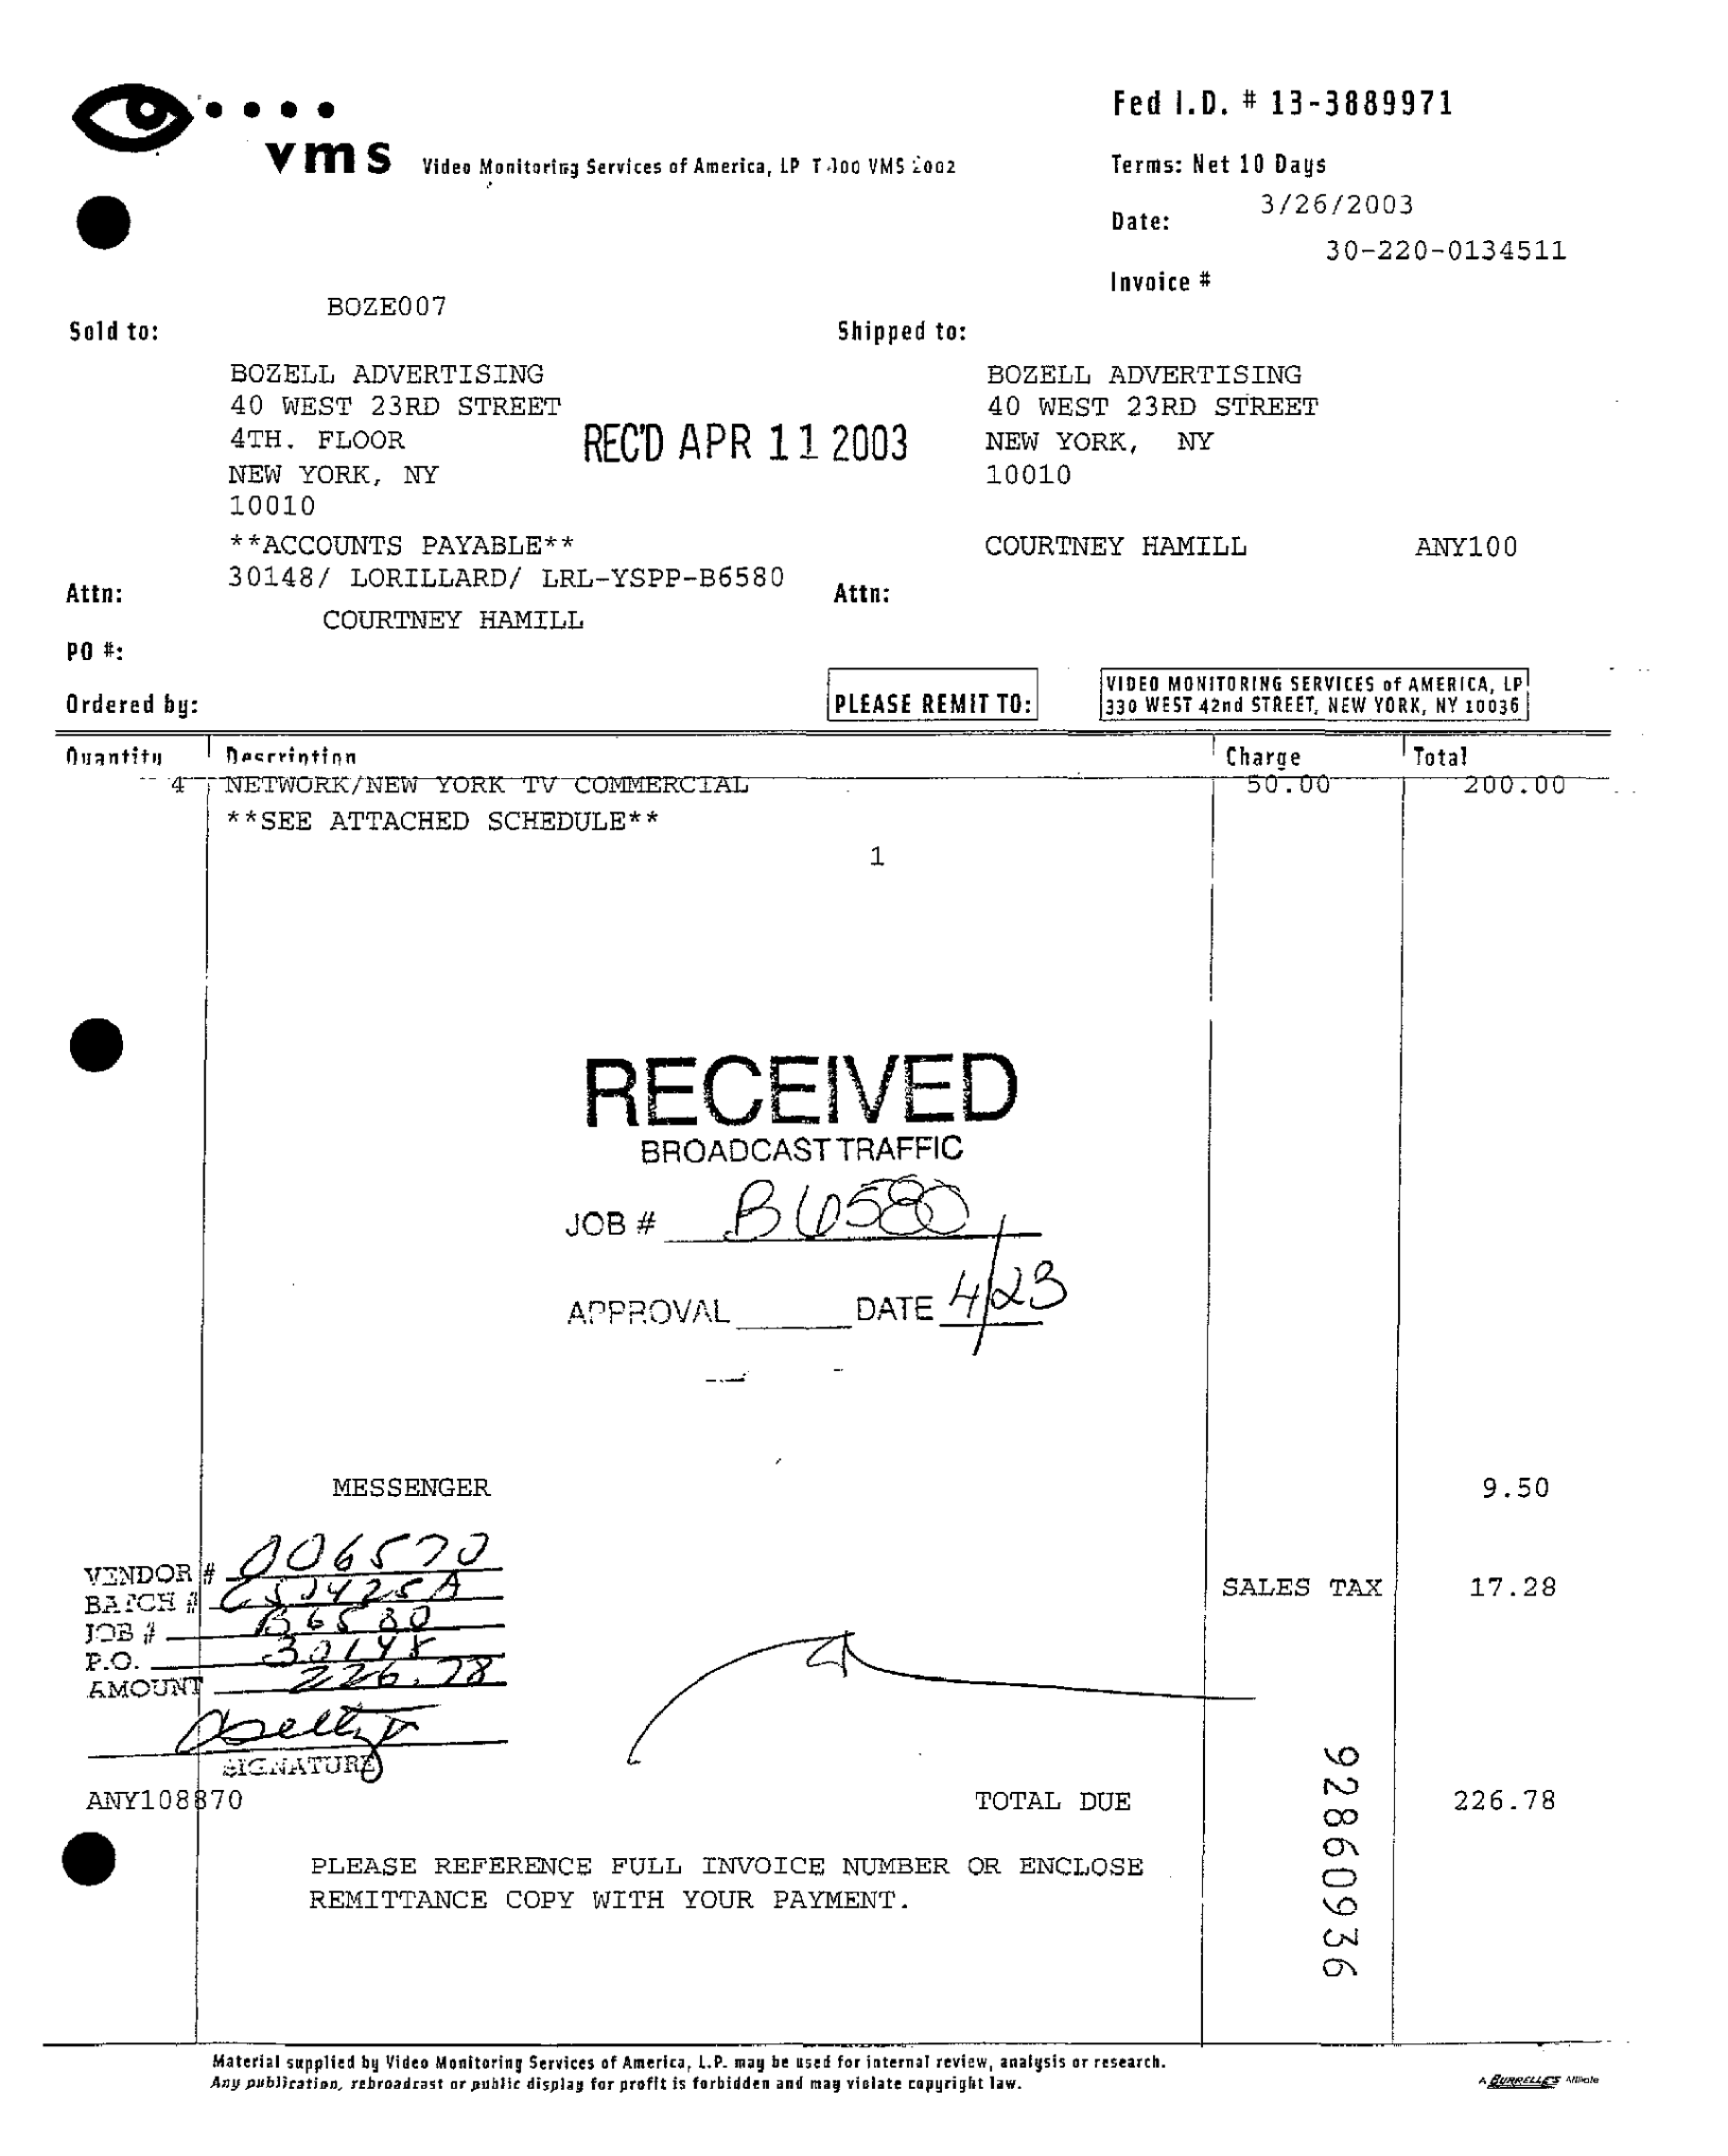 vms Video Monitoring Services of America, LP
Fed I.D. # 13-3889971
Terms: Net 10 Days
Date: 3/26/2003
30-220-0134511
Invoice #
BOZE007
Sold to:
Shipped to:
BOZELL ADVERTISING
40 WEST 23RD STREET
4TH. FLOOR
NEW YORK, NY
10010
REC'D APR 11 2003
BOZELL ADVERTISING
40 WEST 23RD STREET
NEW YORK, NY
10010
**ACCOUNTS PAYABLE**
COURTNEY HAMILL ANY100
30148/ LORILLARD/ LRL-YSPP-B6580
Attn:
Attn:
COURTNEY HAMILL
PO #:
Ordered by:
PLEASE REMIT TO:
VIDEO MONITORING SERVICES of AMERICA, LP
330 WEST 42nd STREET, NEW YORK, NY 10036
Quantity Description Charge Total
4 NETWORK/NEW YORK TV COMMERCIAL 50.00 200.00
**SEE ATTACHED SCHEDULE**
1
RECEIVED
BROADCAST TRAFFIC
JOB # B6580
APPROVAL DATE 4/23
MESSENGER 9.50
VENDOR # 006570
BATCH #
JOB # B6580
P.O. 30148
AMOUNT 226.78
SIGNATURE
SALES TAX 17.28
ANY108870 TOTAL DUE 226.78
PLEASE REFERENCE FULL INVOICE NUMBER OR ENCLOSE
REMITTANCE COPY WITH YOUR PAYMENT.
92860936
Material supplied by Video Monitoring Services of America, L.P. may be used for internal review, analysis or research.
Any publication, rebroadcast or public display for profit is forbidden and may violate copyright law.
A BURRELLE'S Affiliate